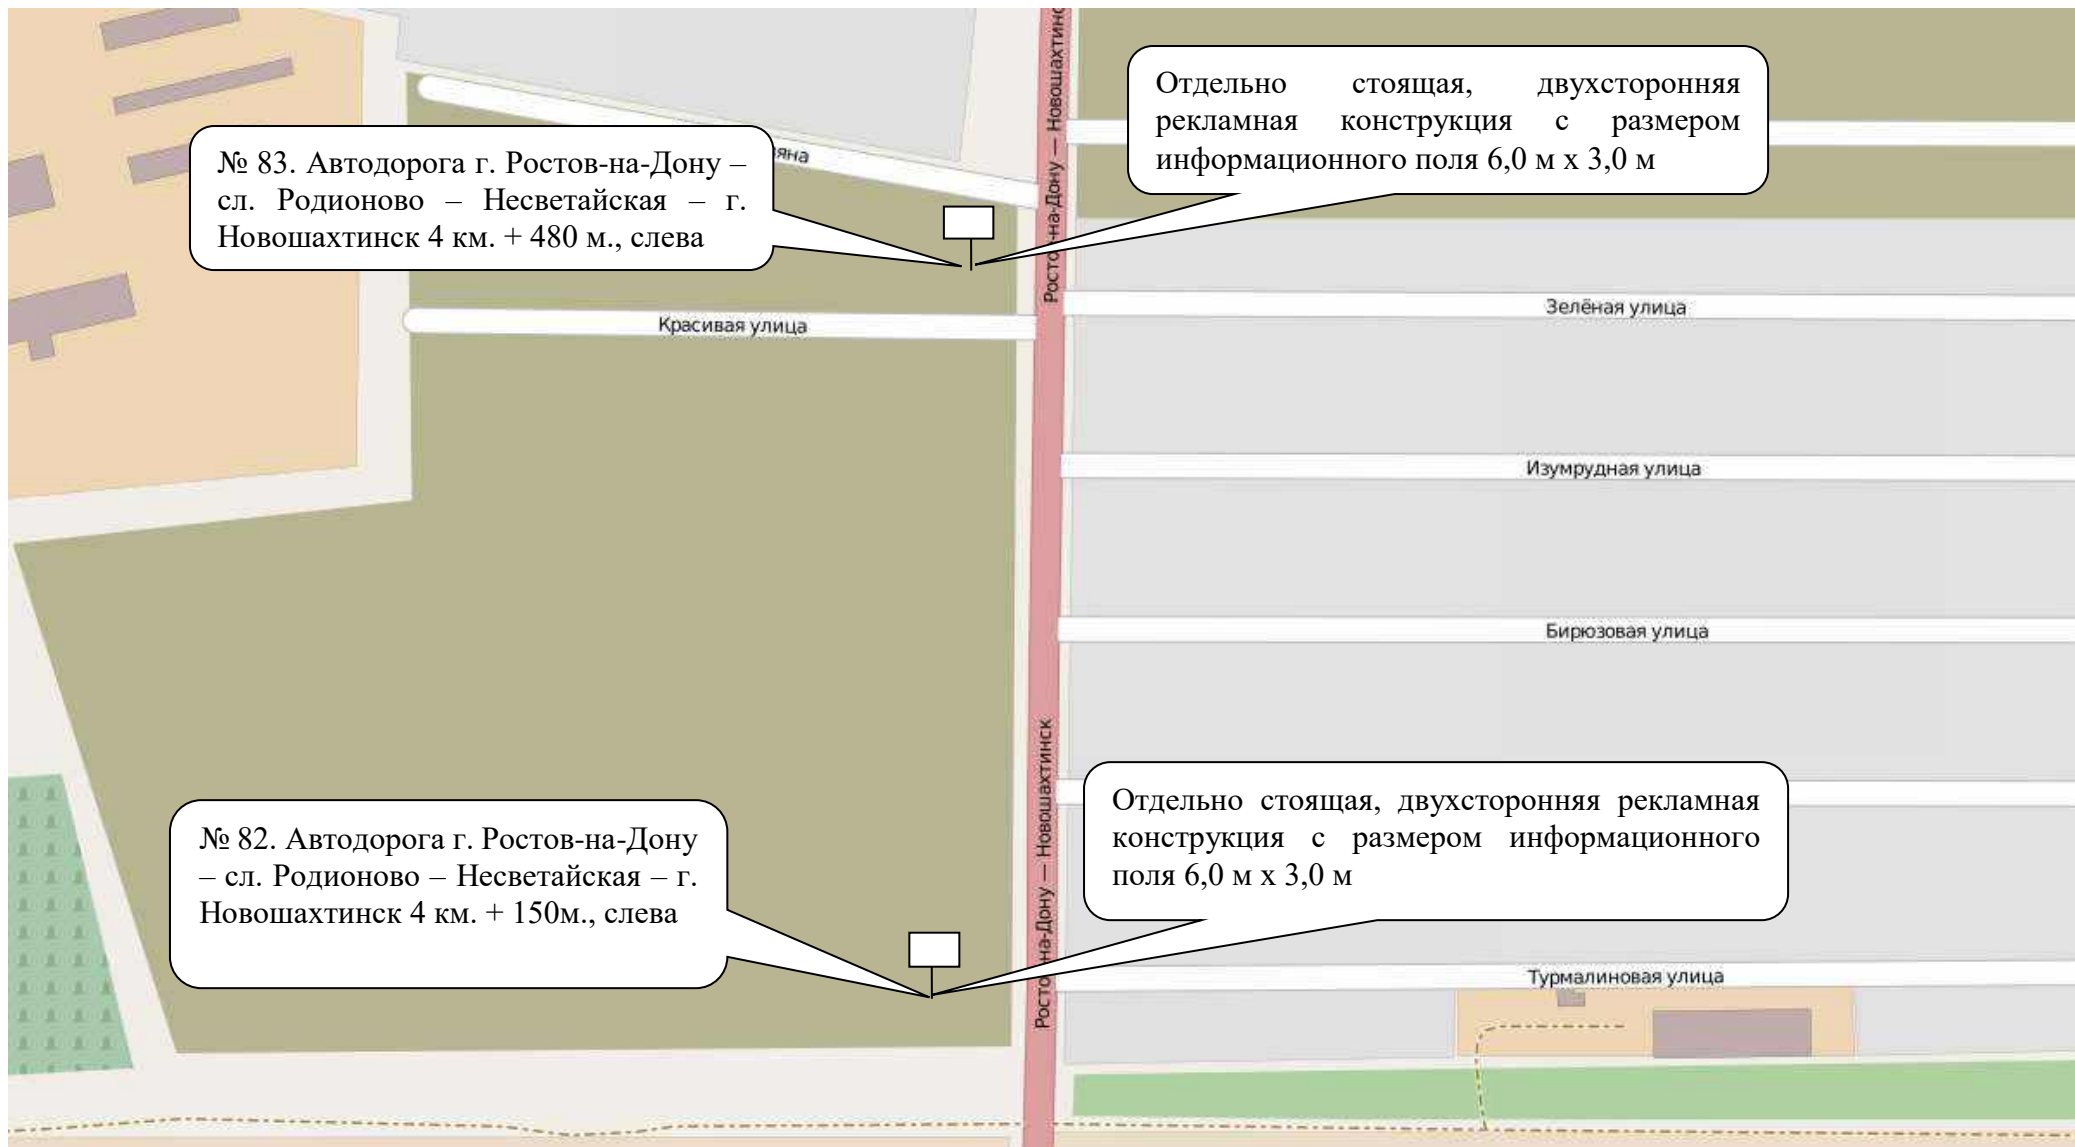 Ростов-на-Дону — Новошахтинск
Отдельно стоящая, двухсторонняя
рекламная конструкция с размером
информационного поля 6,0 м х 3,0 м
№ 83. Автодорога г. Ростов-на-Дону –
сл. Родионово – Несветайская – г.
Новошахтинск 4 км. + 480 м., слева
Зелёная улица
Красивая улица
Изумрудная улица
Бирюзовая улица
Ростов-на-Дону — Новошахтинск
Отдельно стоящая, двухсторонняя рекламная
конструкция с размером информационного
поля 6,0 м х 3,0 м
№ 82. Автодорога г. Ростов-на-Дону
– сл. Родионово – Несветайская – г.
Новошахтинск 4 км. + 150м., слева
Турмалиновая улица